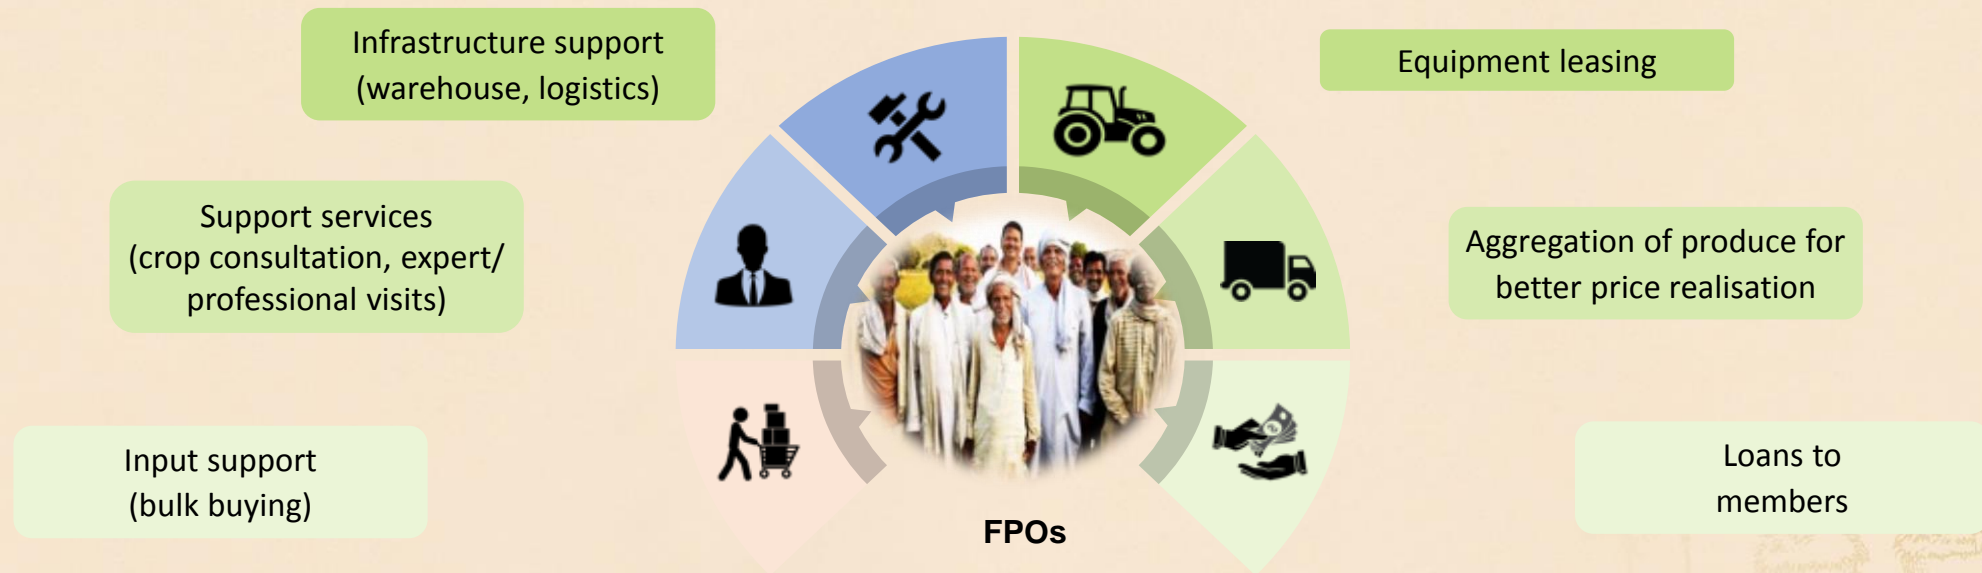 Infrastructure support
(warehouse, logistics)
Equipment leasing
Support services
(crop consultation, expert/
professional visits)
Aggregation of produce for
better price realisation
Input support
(bulk buying)
Loans to
members
FPOs